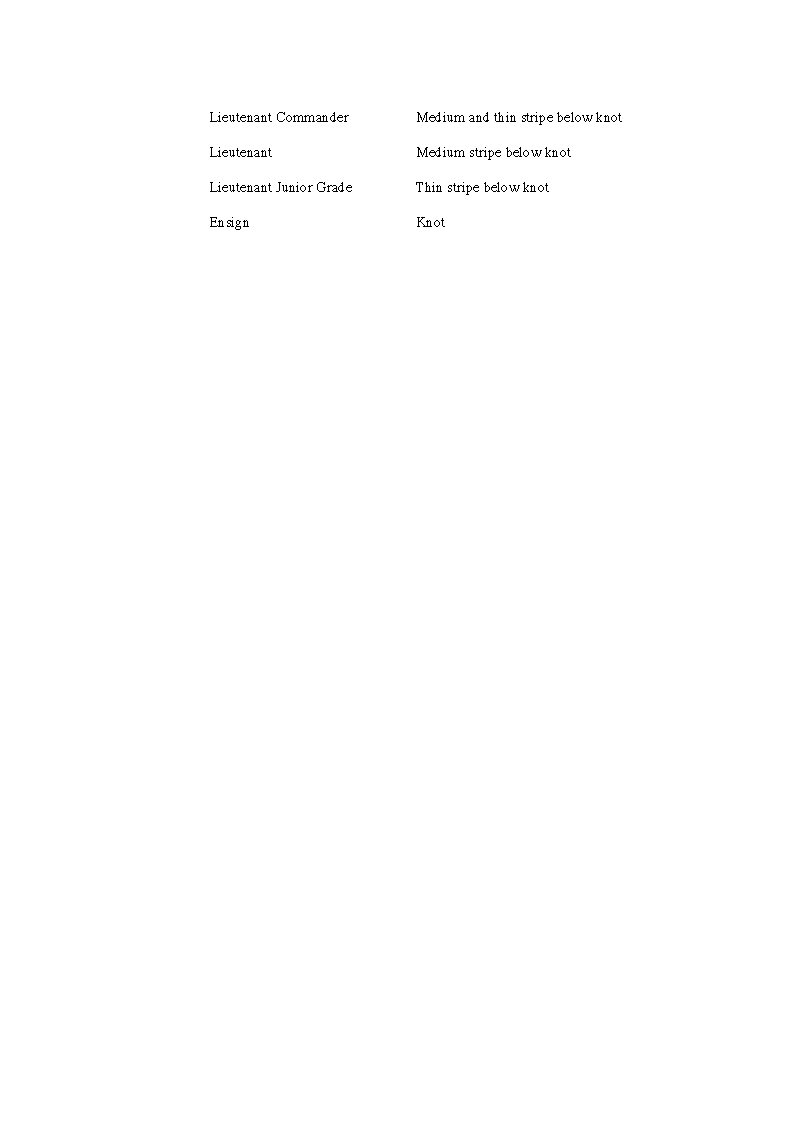 Lieutenant Commander Medium and thin stripe below knot
Lieutenant Medium stripe below knot
Lieutenant Junior Grade Thin stripe below knot
Ensign Knot